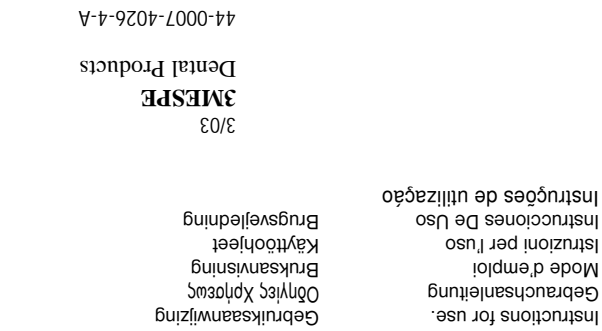 Instructions for use.
Gebrauchsanleitung
Mode d'emploi
Istruzioni per l'uso
Instrucciones De Uso
Instruções de utilizaçáo
Gebruiksaanwijzing
Οδηγίες Χρήσεως
Bruksanvisning
Käyttöohjeet
Brugsvejledning
3/03
3MESPE
Dental Products
44-0007-4026-4-A